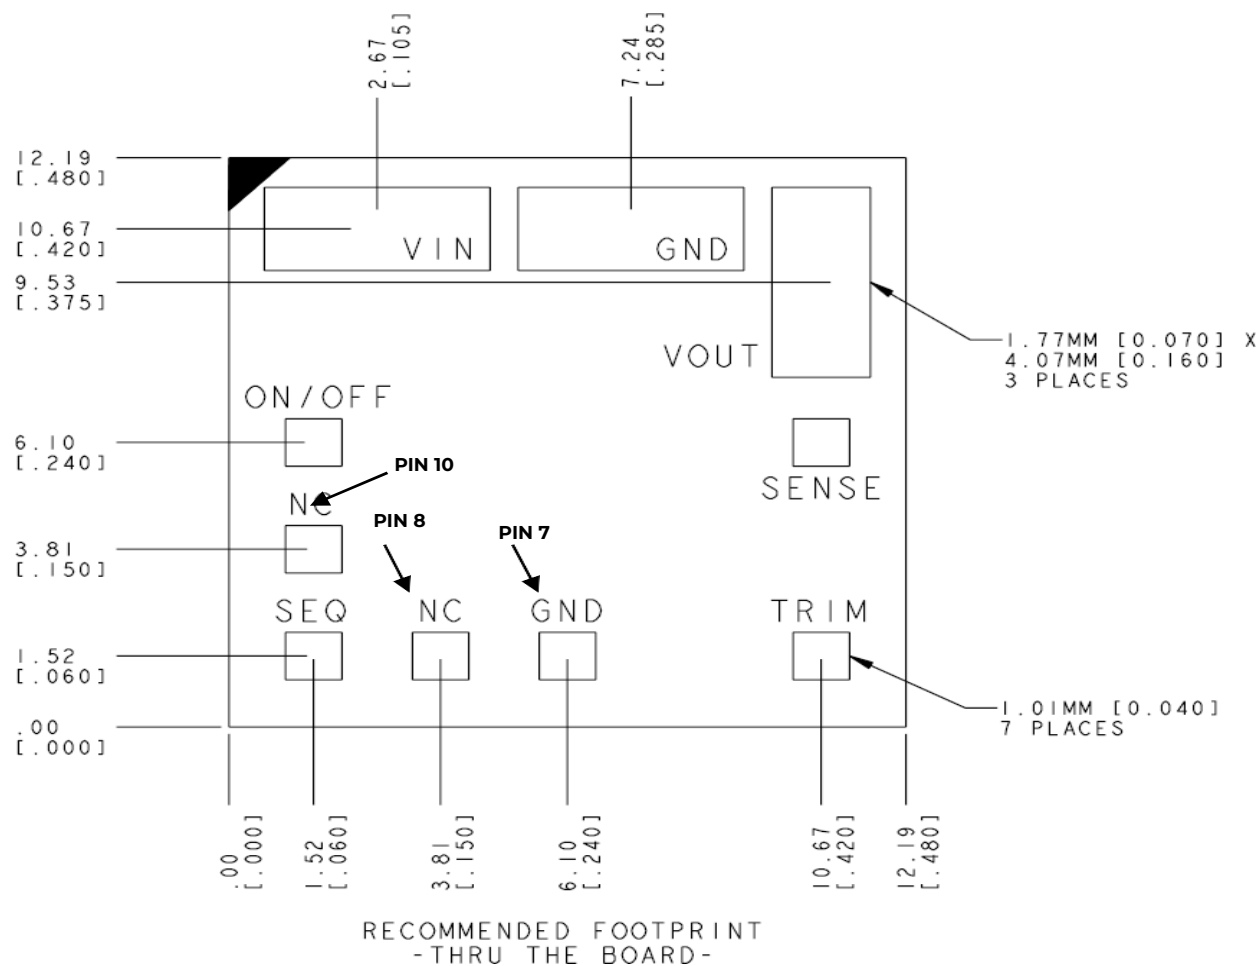 2.67
[.105]
7.24
[.285]
12.19
[.480]
10.67
[.420]
VIN
GND
9.53
[.375]
VOUT
1.77MM [0.070] X
4.07MM [0.160]
3 PLACES
ON/OFF
6.10
[.240]
PIN 10
SENSE
NC
PIN 8
PIN 7
3.81
[.150]
SEQ
NC
GND
TRIM
1.52
[.060]
1.01MM [0.040]
7 PLACES
.00
[.000]
.00
[.000]
1.52
[.060]
3.81
[.150]
6.10
[.240]
10.67
[.420]
12.19
[.480]
RECOMMENDED FOOTPRINT
-THRU THE BOARD-